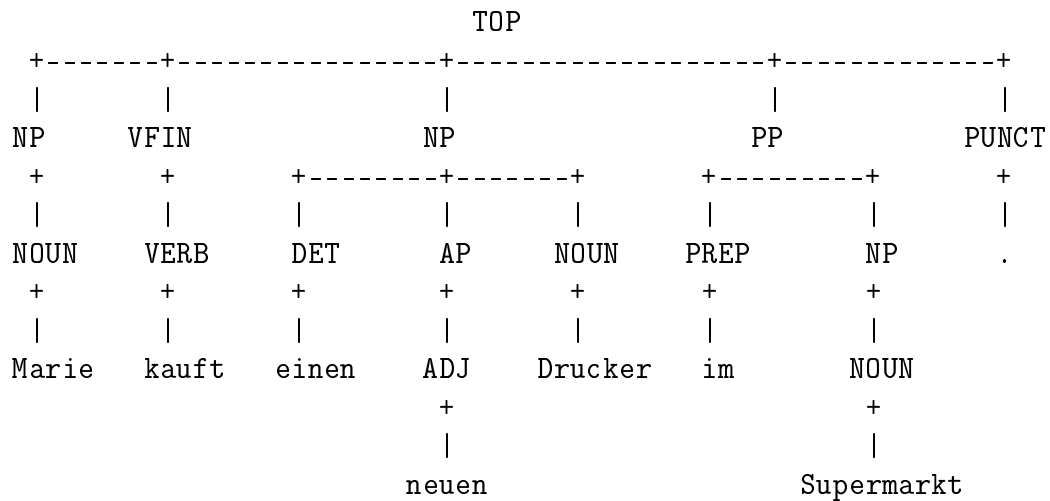 TOP
NP VFIN NP PP PUNCT
NOUN VERB DET AP NOUN PREP NP .
Marie kauft einen ADJ Drucker im NOUN
neuen Supermarkt